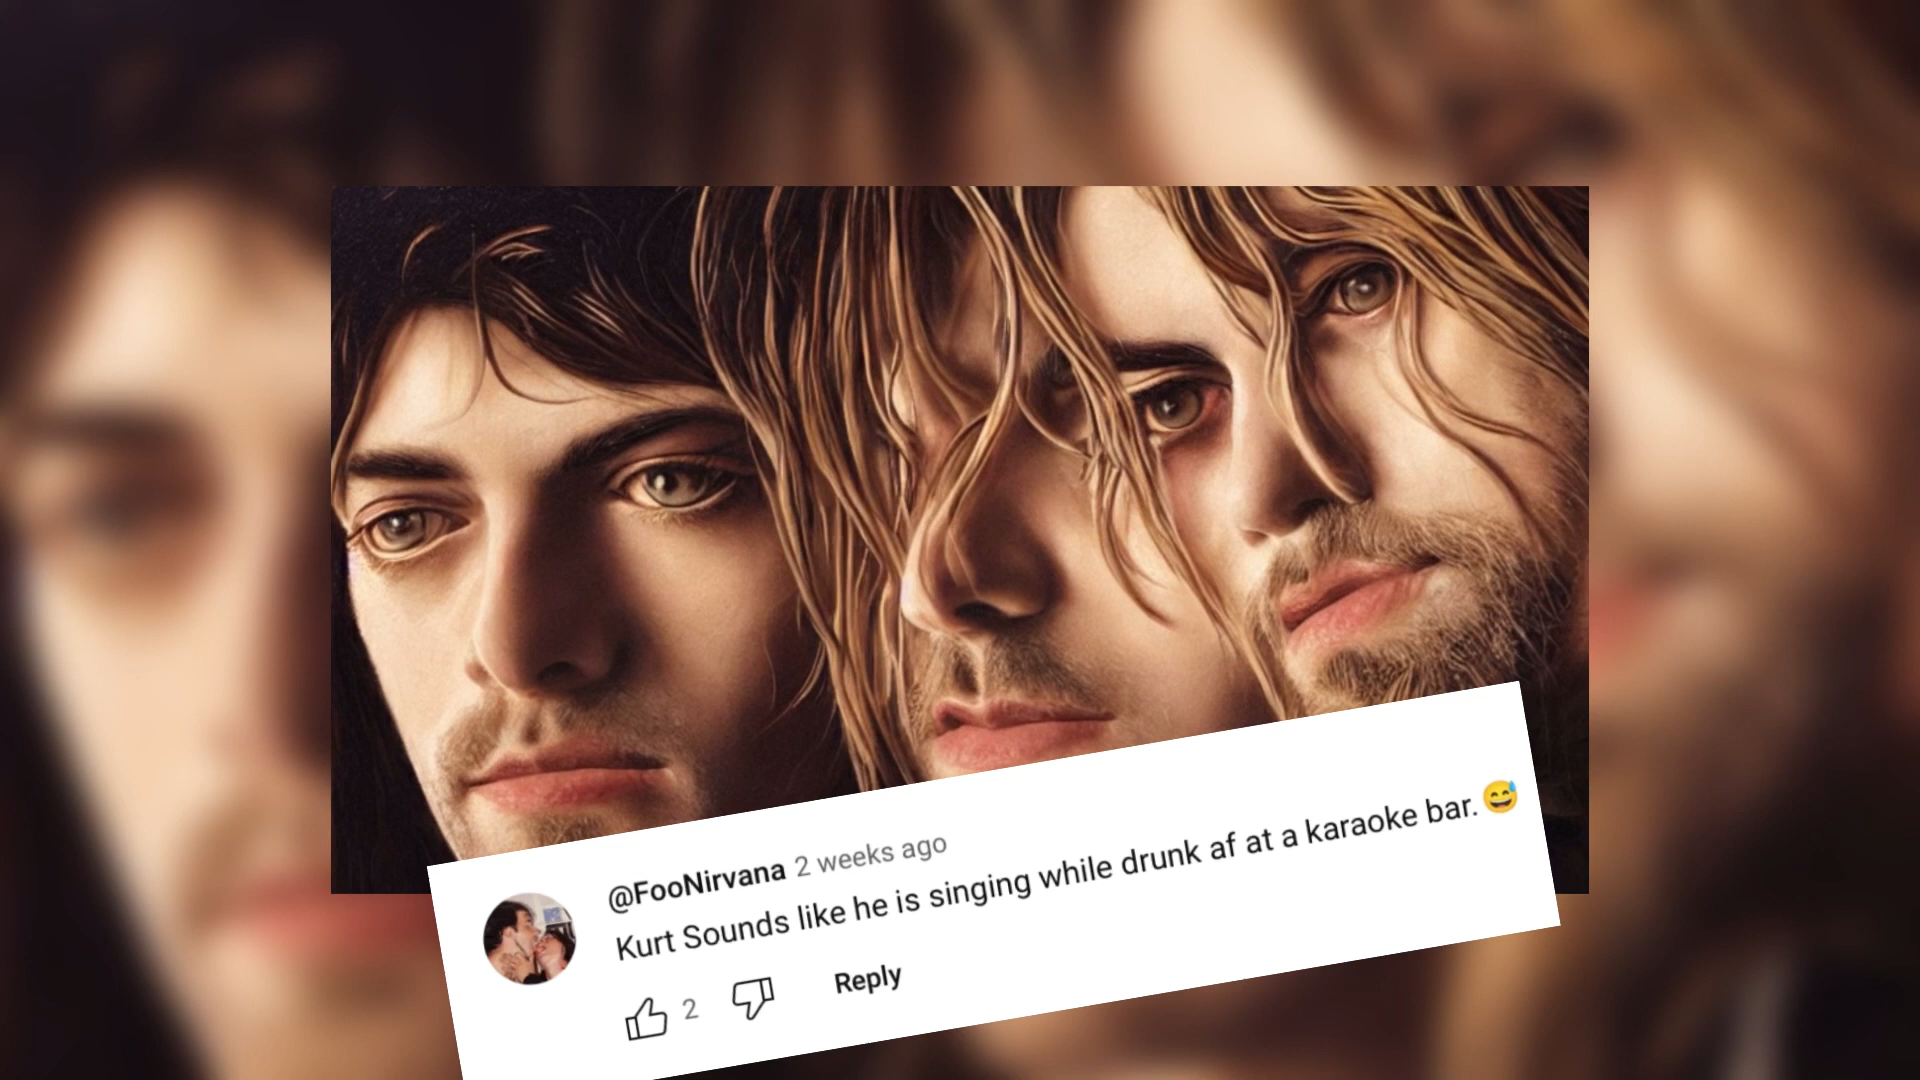 @FooNirvana 2 weeks ago
Kurt Sounds like he is singing while drunk af at a karaoke bar.😅
2 Reply